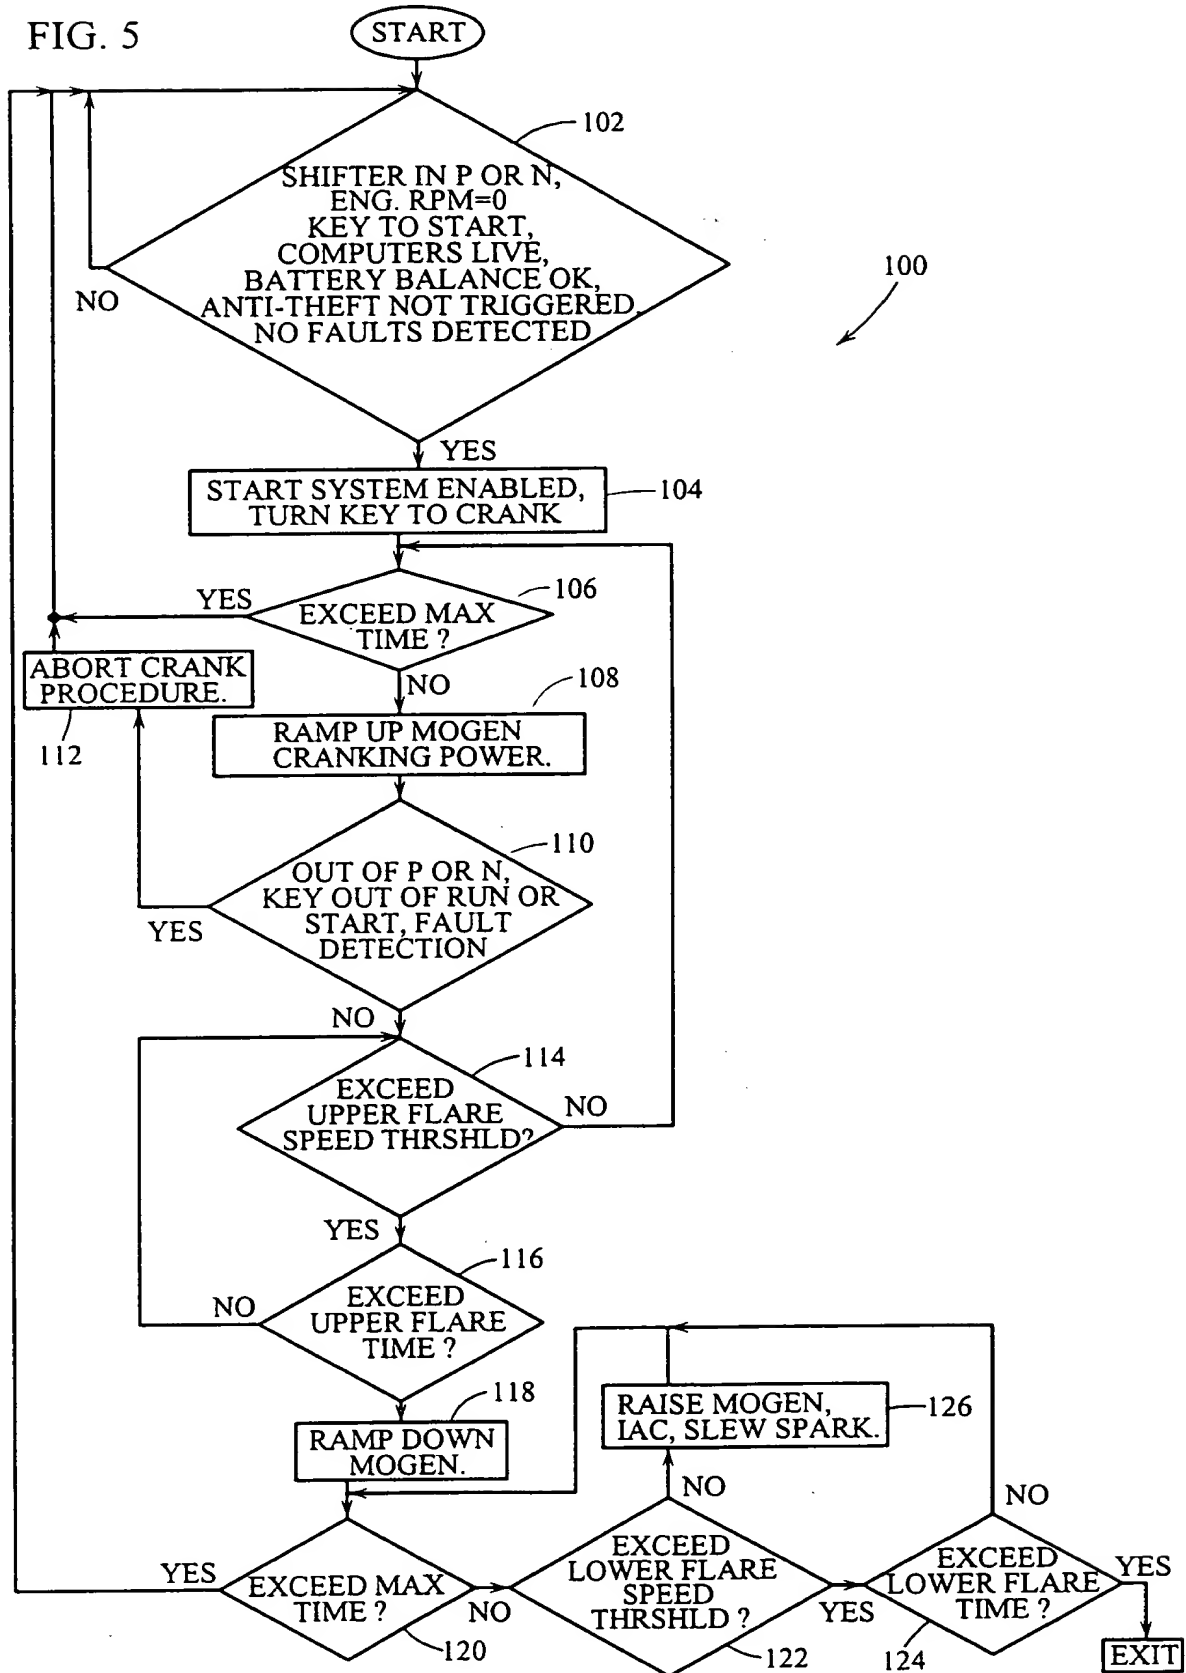 FIG. 5
START
102
SHIFTER IN P OR N,
ENG. RPM=0
KEY TO START,
COMPUTERS LIVE,
BATTERY BALANCE OK,
ANTI-THEFT NOT TRIGGERED,
NO FAULTS DETECTED
100
NO
YES
START SYSTEM ENABLED,
TURN KEY TO CRANK
104
YES
EXCEED MAX
TIME ?
106
ABORT CRANK
PROCEDURE.
112
NO
108
RAMP UP MOGEN
CRANKING POWER.
110
OUT OF P OR N,
KEY OUT OF RUN OR
START, FAULT
DETECTION
YES
NO
114
EXCEED
UPPER FLARE
SPEED THRSHLD?
NO
YES
116
EXCEED
UPPER FLARE
TIME ?
NO
118
RAMP DOWN
MOGEN.
RAISE MOGEN,
IAC, SLEW SPARK.
126
NO
NO
YES
EXCEED MAX
TIME ?
120
NO
EXCEED
LOWER FLARE
SPEED
THRSHLD ?
122
YES
EXCEED
LOWER FLARE
TIME ?
124
YES
EXIT